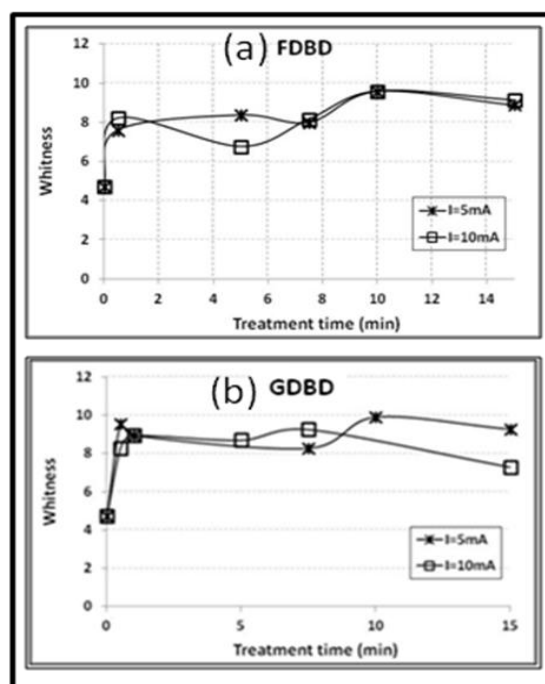 (a) FDBD
12
10
8
6
4
2
0
Whitness
I=5mA
I=10mA
0 2 4 6 8 10 12 14
Treatment time (min)
(b) GDBD
12
10
8
6
4
2
0
Whitness
I=5mA
I=10mA
0 5 10 15
Treatment time (min)